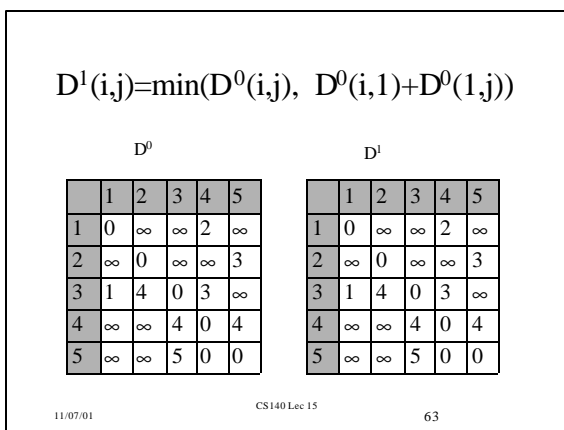 D¹(i,j)=min(D⁰(i,j), D⁰(i,1)+D⁰(1,j))
D⁰ D¹
1 2 3 4 5 1 2 3 4 5
1 0 ∞ ∞ 2 ∞ 1 0 ∞ ∞ 2 ∞
2 ∞ 0 ∞ ∞ 3 2 ∞ 0 ∞ ∞ 3
3 1 4 0 3 ∞ 3 1 4 0 3 ∞
4 ∞ ∞ 4 0 4 4 ∞ ∞ 4 0 4
5 ∞ ∞ 5 0 0 5 ∞ ∞ 5 0 0
11/07/01 CS140 Lec 15 63